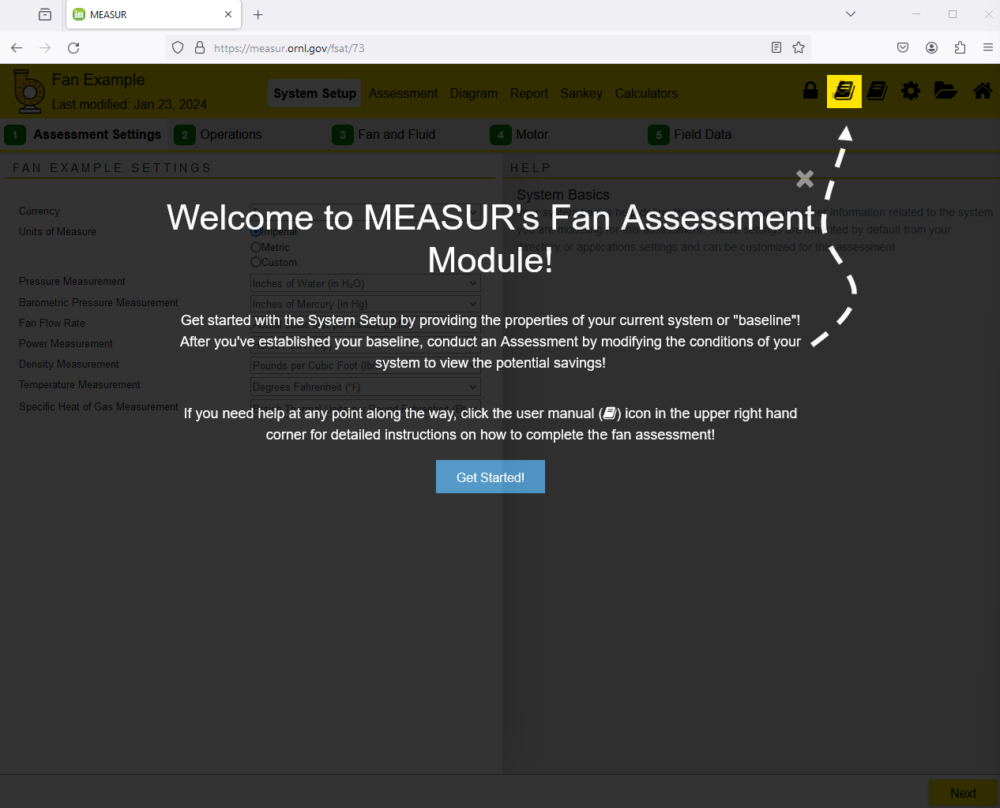 MEASUR
https://measur.ornl.gov/fsat/73
Fan Example
Last modified: Jan 23, 2024
System Setup Assessment Diagram Report Sankey Calculators
1 Assessment Settings 2 Operations 3 Fan and Fluid 4 Motor 5 Field Data
FAN EXAMPLE SETTINGS
HELP
System Basics
information related to the system
you are modeling for this assessment. These settings are inherited by default from your
directory or applications settings and can be customized for this assessment.
Welcome to MEASUR's Fan Assessment
Module!
Currency
Units of Measure
Imperial
Metric
Custom
Pressure Measurement
Inches of Water (in H₂O)
Barometric Pressure Measurement
Inches of Mercury (in Hg)
Fan Flow Rate
Power Measurement
Density Measurement
Pounds per Cubic Foot (lb/
Temperature Measurement
Degrees Fahrenheit (°F)
Specific Heat of Gas Measurement
British Thermal Units per Pound Fahrenheit (Bt
Get started with the System Setup by providing the properties of your current system or "baseline"!
After you've established your baseline, conduct an Assessment by modifying the conditions of your
system to view the potential savings!
If you need help at any point along the way, click the user manual () icon in the upper right hand
corner for detailed instructions on how to complete the fan assessment!
Get Started!
Next